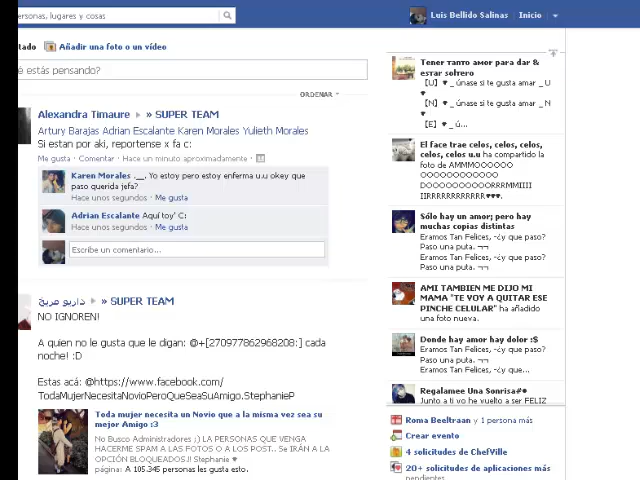 ersonas, lugares y cosas
Luis Bellido Salinas
Inicio
tado
Añadir una foto o un vídeo
é estás pensando?
ORDENAR
Alexandra Timaure » SUPER TEAM
Artury Barajas Adrian Escalante Karen Morales Yulieth Morales
Si estan por aki, reportense x fa c:
Me gusta · Comentar · Hace un minuto aproximadamente ·
Karen Morales ._. Yo estoy pero estoy enferma u.u okey que
paso querida jefa?
Hace unos segundos · Me gusta
Adrian Escalante Aquí toy' C:
Hace unos segundos · Me gusta
Escribe un comentario...
» SUPER TEAM
NO IGNOREN!
A quien no le gusta que le digan: @+[270977862968208:] cada
noche! :D
Estas acá: @https://www.facebook.com/
TodaMujerNecesitaNovioPeroQueSeaSuAmigo.StephanieP
Toda mujer necesita un Novio que a la misma vez sea su
mejor Amigo :3
No Busco Administradores ;) LA PERSONAS QUE VENGA
HACERME SPAM A LAS FOTOS O A LOS POST.. Se IRÁN A LA
OPCIÓN BLOQUEADOS.!! Stephanie ♥
página: A 105.345 personas les gusta esto.
Tener tanto amor para dar &
estar soltero
【U】♥ _ únase si te gusta amar _ U
♥
【N】♥ _ únase si te gusta amar _ N
♥
【E】♥ _ ú...
El face trae celos, celos, celos,
celos, celos u.u ha compartido la
foto de AMMMOOOOOO
OOOOOOOOOOOO
DOOOOOOOOOORRRMMIIII
IIRRRRRRRRRRR♥♥♥.
Sólo hay un amor; pero hay
muchas copias distintas
Eramos Tan Felices, -¿y que paso?
Paso una puta. ¬¬
Eramos Tan Felices, -¿y que paso?
Paso una puta. ¬¬
AMI TAMBIEN ME DIJO MI
MAMA "TE VOY A QUITAR ESE
PINCHE CELULAR" ha añadido
una foto nueva.
Donde hay amor hay dolor :$
Eramos Tan Felices, -¿y que paso?
Paso una puta. ¬¬
Eramos Tan Felices, -¿y que paso?
Paso una...
Regalamee Una Sonrisa#♥
Junto a ti vo he vuelto a ser FELIZ
Roma Beeltraan y 1 persona más
Crear evento
4 solicitudes de ChefVille
20+ solicitudes de aplicaciones más
pendientes